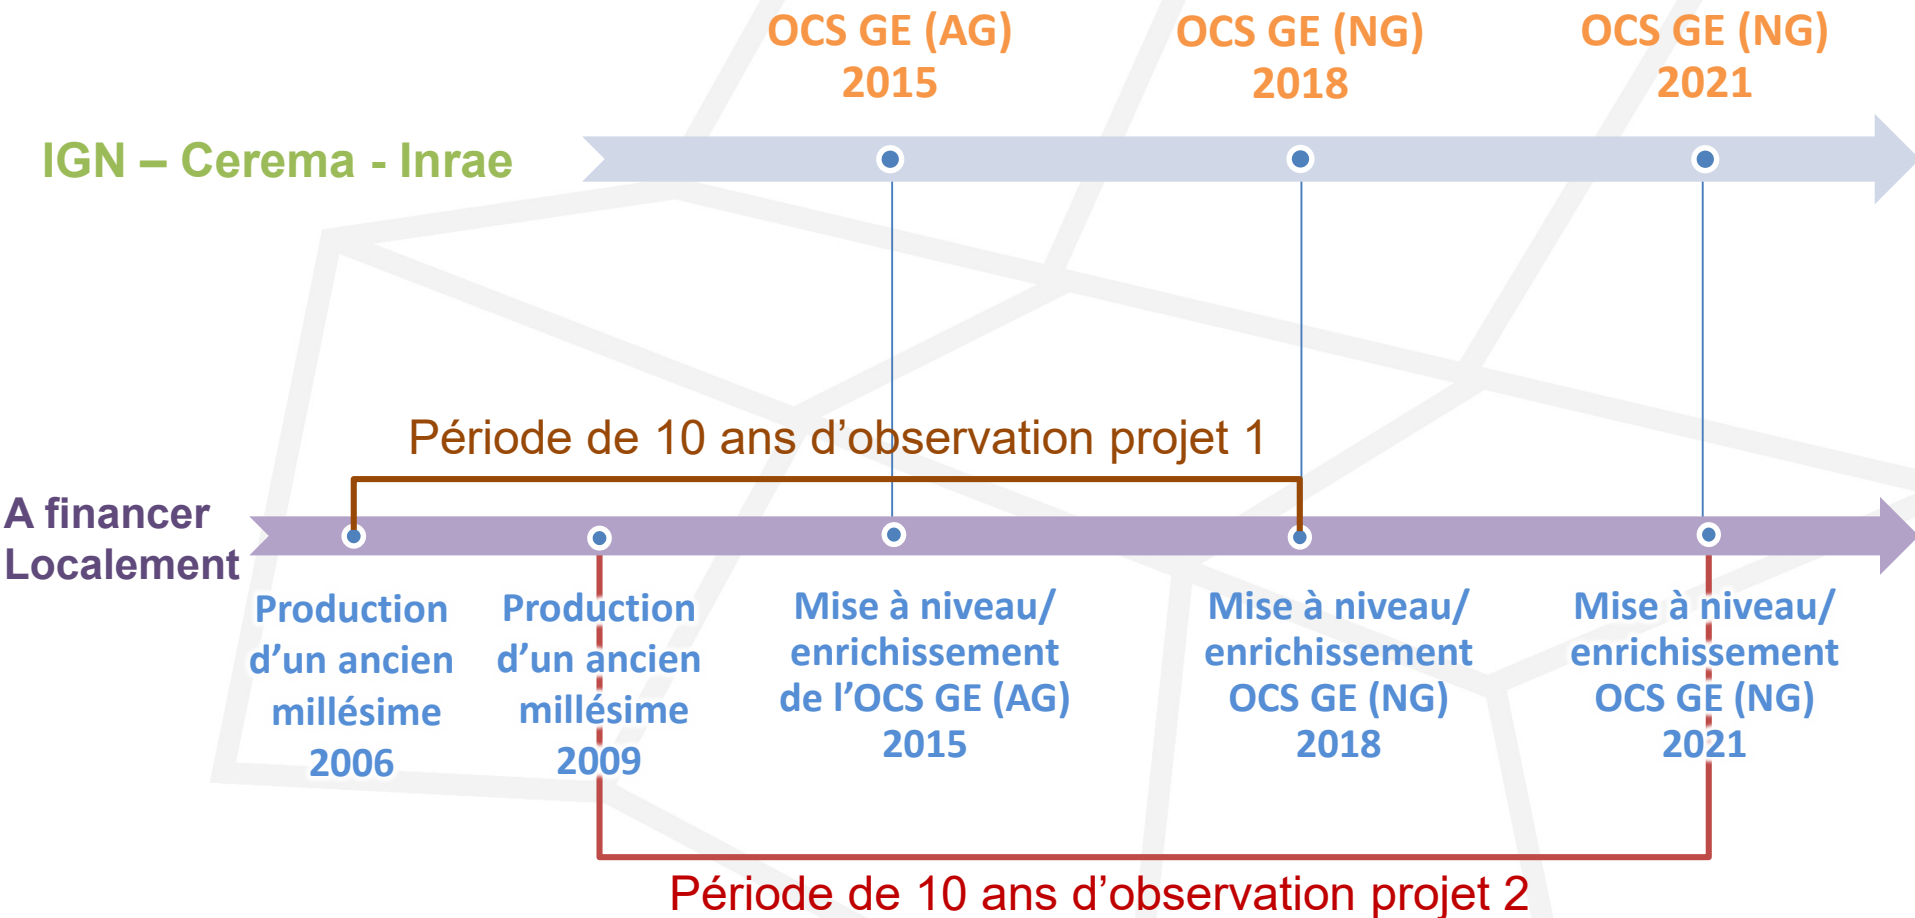 OCS GE (AG)
2015
OCS GE (NG)
2018
OCS GE (NG)
2021
IGN – Cerema - Inrae
Période de 10 ans d’observation projet 1
A financer
Localement
Production
d’un ancien
millésime
2006
Production
d’un ancien
millésime
2009
Mise à niveau/
enrichissement
de l’OCS GE (AG)
2015
Mise à niveau/
enrichissement
OCS GE (NG)
2018
Mise à niveau/
enrichissement
OCS GE (NG)
2021
Période de 10 ans d’observation projet 2